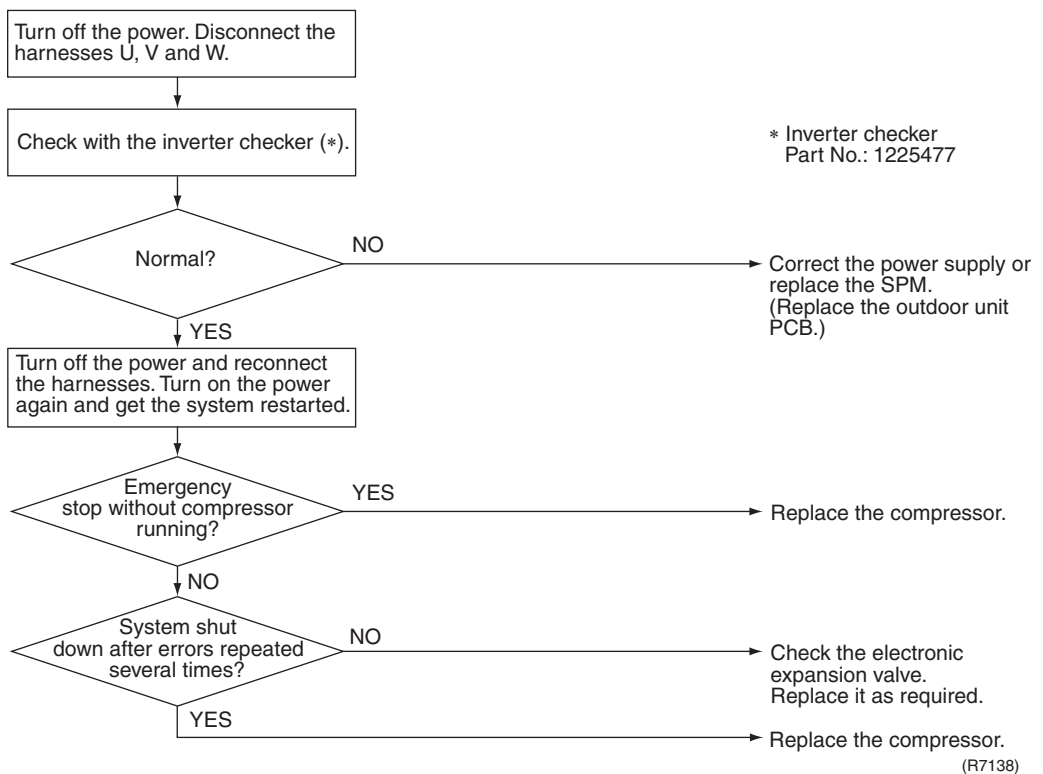 Turn off the power. Disconnect the
harnesses U, V and W.
Check with the inverter checker (*).
* Inverter checker
Part No.: 1225477
Normal?
NO
Correct the power supply or
replace the SPM.
(Replace the outdoor unit
PCB.)
YES
Turn off the power and reconnect
the harnesses. Turn on the power
again and get the system restarted.
Emergency
stop without compressor
running?
YES
Replace the compressor.
NO
System shut
down after errors repeated
several times?
NO
Check the electronic
expansion valve.
Replace it as required.
YES
Replace the compressor.
(R7138)